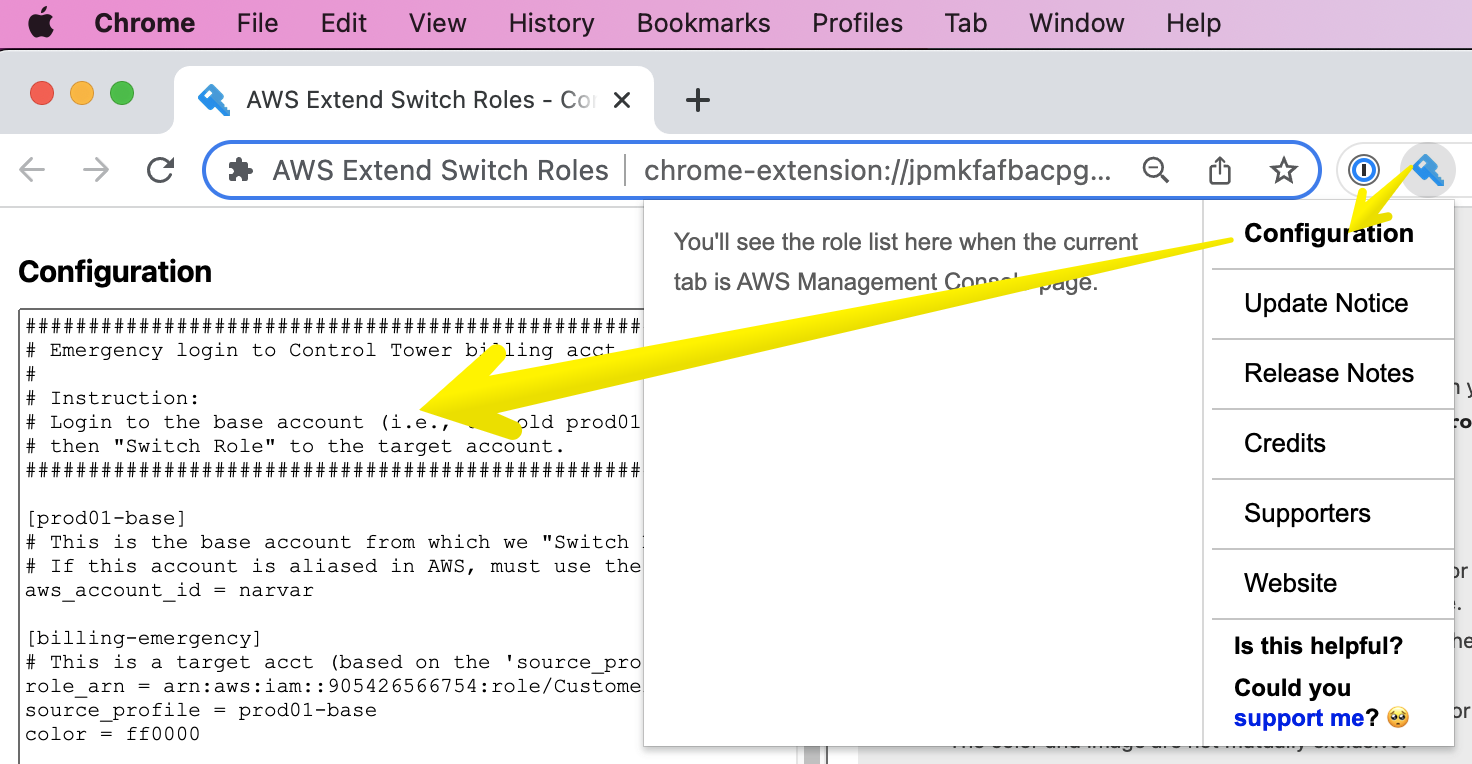 Chrome File Edit View History Bookmarks Profiles Tab Window Help
AWS Extend Switch Roles - Co
AWS Extend Switch Roles | chrome-extension://jpmkfafbacpg...
Configuration
#################################################
# Emergency login to Control Tower billing acct
#
# Instruction:
# Login to the base account (i.e., old prod01
# then "Switch Role" to the target account.
#################################################
[prod01-base]
# This is the base account from which we "Switch
# If this account is aliased in AWS, must use the
aws_account_id = narvar
[billing-emergency]
# This is a target acct (based on the 'source_pro
role_arn = arn:aws:iam::905426566754:role/Custome
source_profile = prod01-base
color = ff0000
You'll see the role list here when the current
tab is AWS Management Console page.
Configuration
Update Notice
Release Notes
Credits
Supporters
Website
Is this helpful?
Could you
support me? 🥺